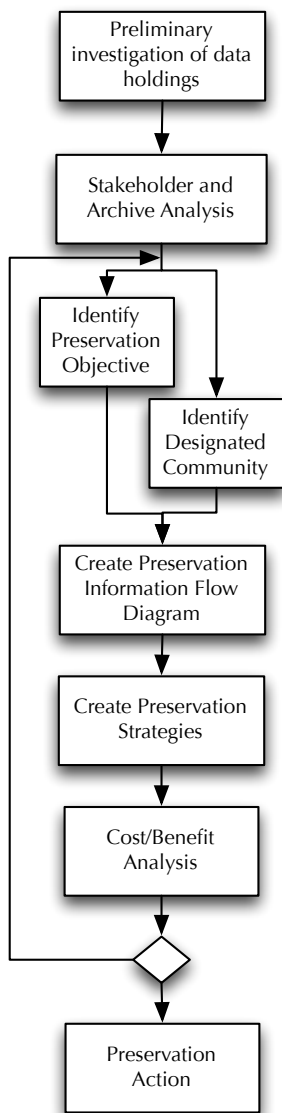 Preliminary
investigation of data
holdings
Stakeholder and
Archive Analysis
Identify
Preservation
Objective
Identify
Designated
Community
Create Preservation
Information Flow
Diagram
Create Preservation
Strategies
Cost/Benefit
Analysis
Preservation
Action